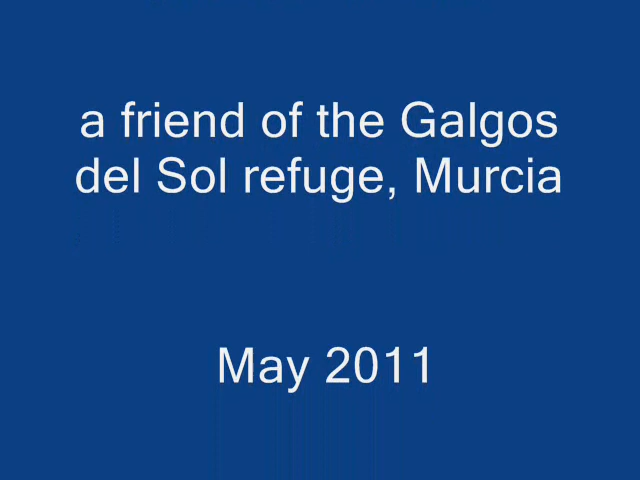 a friend of the Galgos
del Sol refuge, Murcia
May 2011